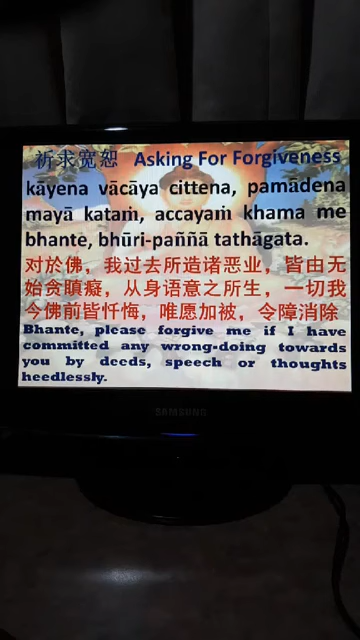 祈求宽恕 Asking For Forgiveness
kāyena vācāya cittena, pamādena
mayā kataṁ, accayaṁ khama me
bhante, bhūri-paññā tathāgata.
对於佛，我过去所造诸恶业，皆由无
始贪瞋癡，从身语意之所生，一切我
今佛前皆忏悔，唯愿加被，令障消除
Bhante, please forgive me if I have
committed any wrong-doing towards
you by deeds, speech or thoughts
heedlessly.
SAMSUNG